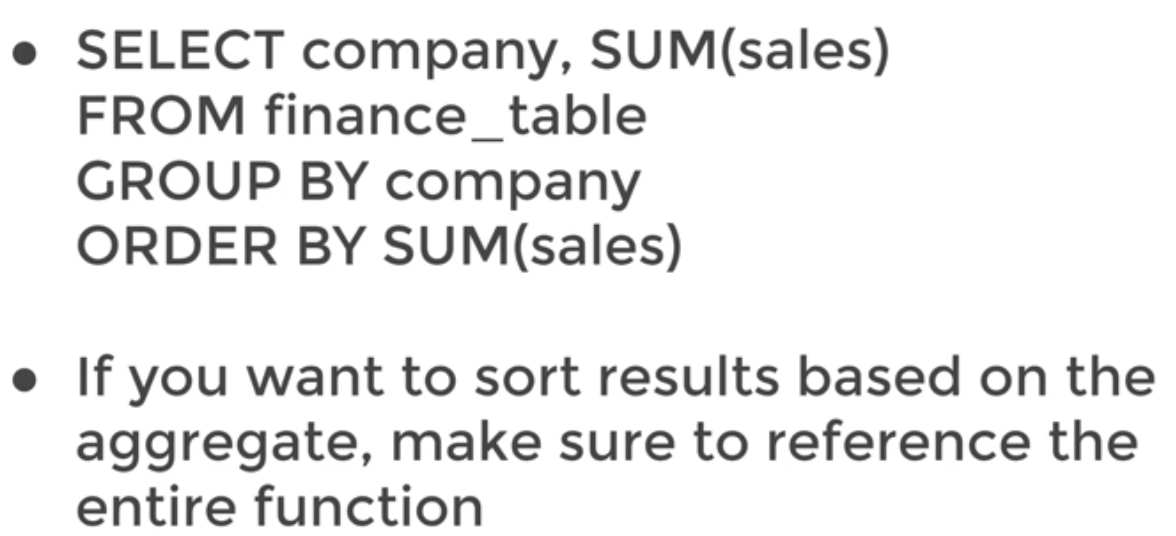 • SELECT company, SUM(sales)
FROM finance_table
GROUP BY company
ORDER BY SUM(sales)
• If you want to sort results based on the
aggregate, make sure to reference the
entire function